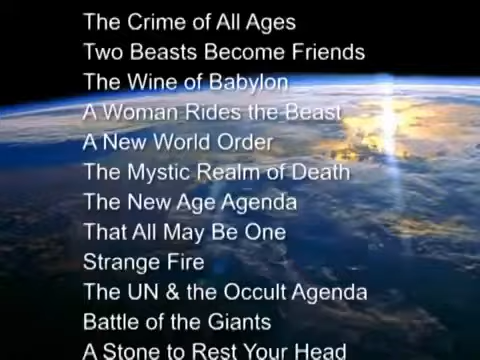 The Crime of All Ages
Two Beasts Become Friends
The Wine of Babylon
A Woman Rides the Beast
A New World Order
The Mystic Realm of Death
The New Age Agenda
That All May Be One
Strange Fire
The UN & the Occult Agenda
Battle of the Giants
A Stone to Rest Your Head